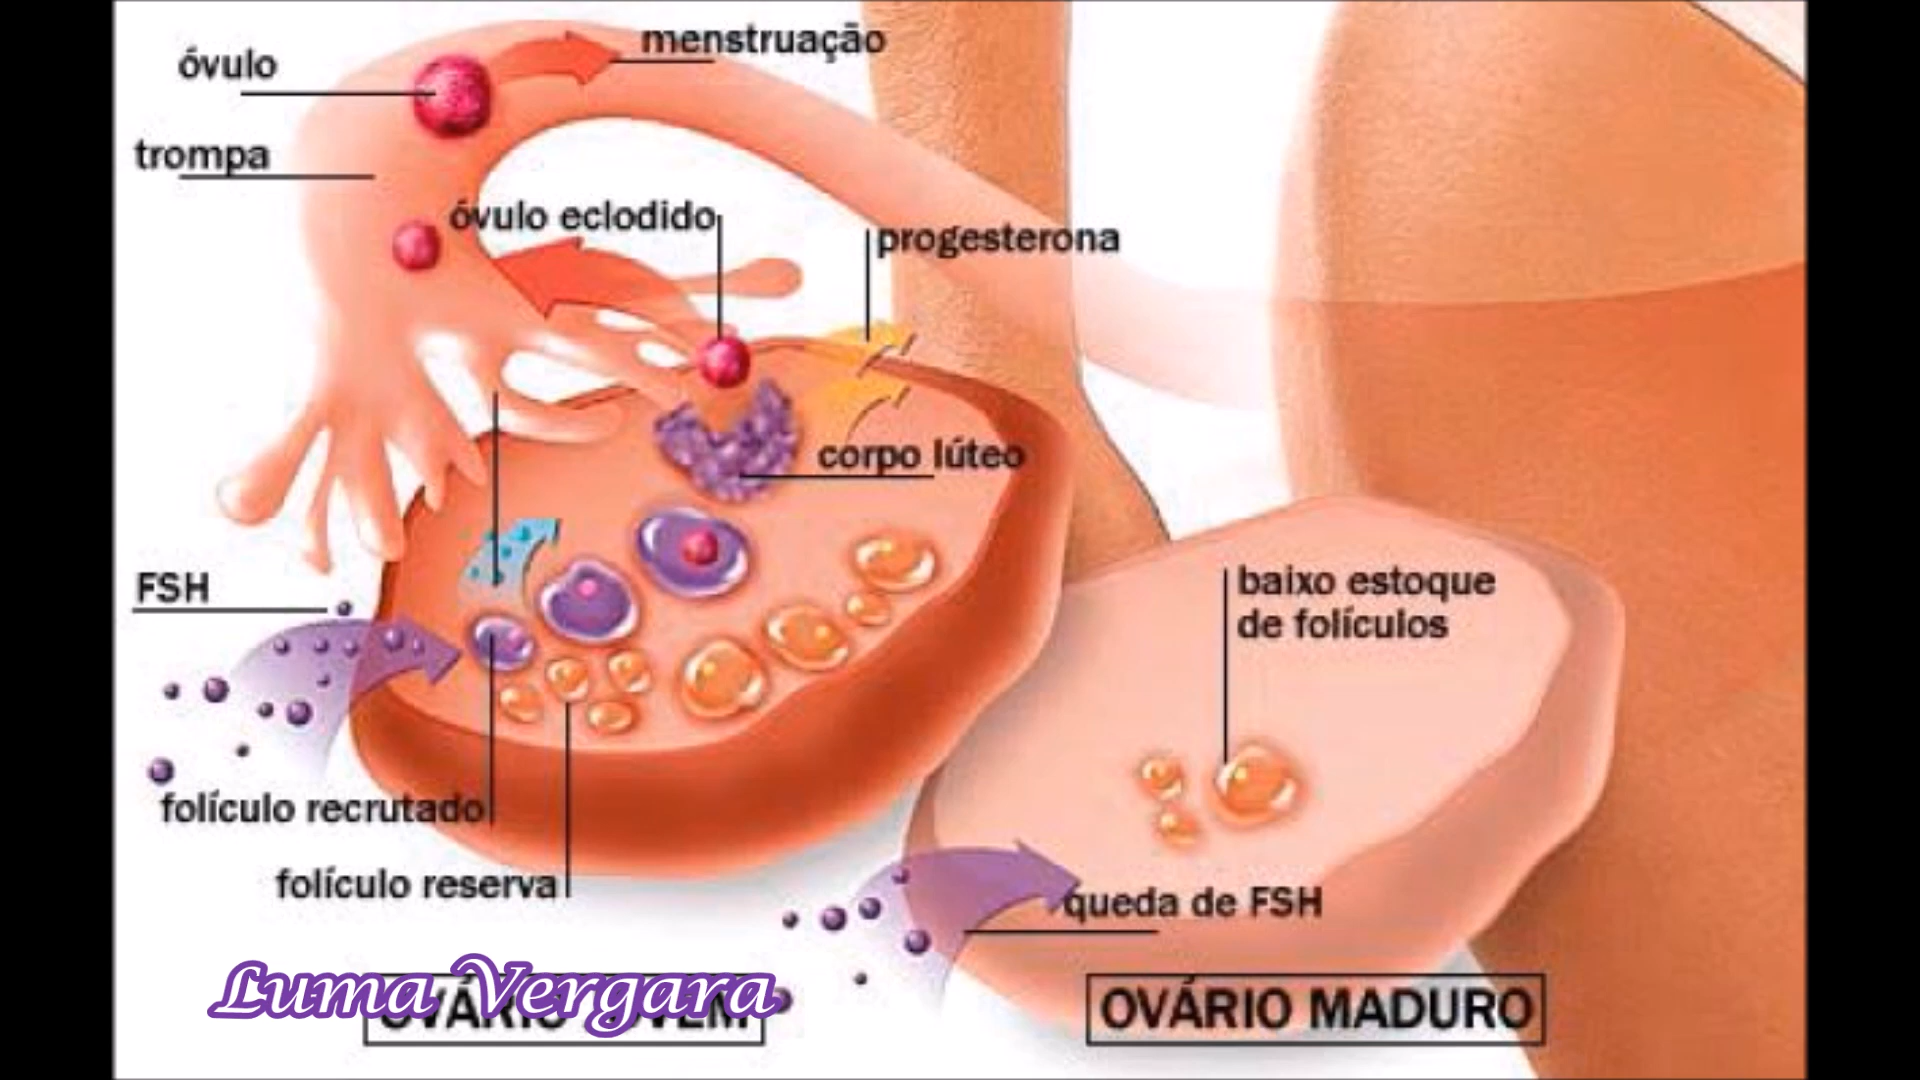 menstruação
óvulo
trompa
óvulo eclodido
progesterona
corpo lúteo
FSH
baixo estoque
de folículos
folículo recrutado
folículo reserva
queda de FSH
Luma Vergara
OVÁRIO
OVÁRIO MADURO